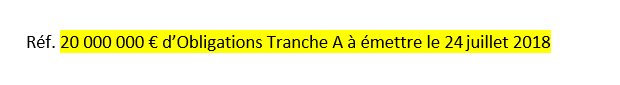 Réf. 20 000 000 € d’Obligations Tranche A à émettre le 24 juillet 2018